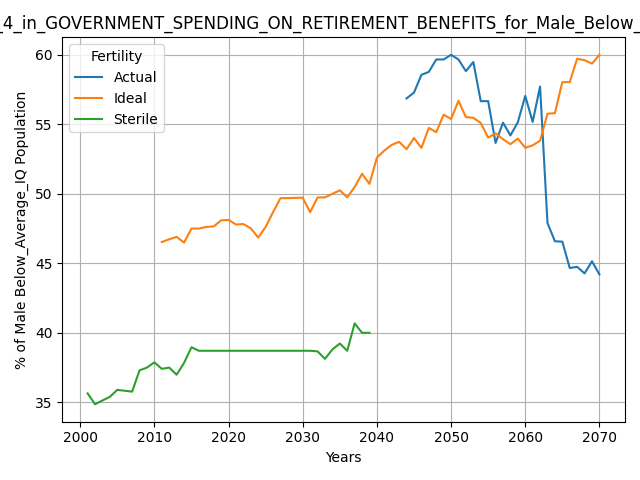 _4_in_GOVERNMENT_SPENDING_ON_RETIREMENT_BENEFITS_for_Male_Below_
Fertility
Actual
Ideal
Sterile
% of Male Below_Average_IQ Population
60
55
50
45
40
35
2000 2010 2020 2030 2040 2050 2060 2070
Years